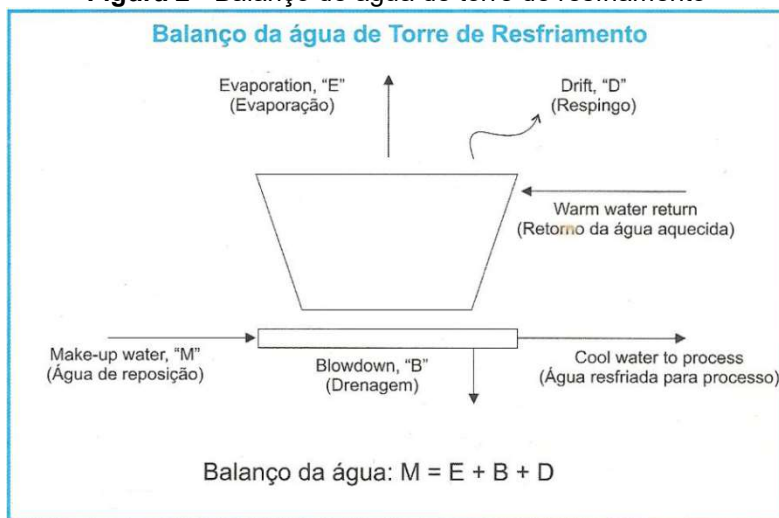 Balanço da água de Torre de Resfriamento
Evaporation, “E”
(Evaporação)
Drift, “D”
(Respingo)
Warm water return
(Retorno da água aquecida)
Make-up water, “M”
(Água de reposição)
Blowdown, “B”
(Drenagem)
Cool water to process
(Água resfriada para processo)
Balanço da água: M = E + B + D